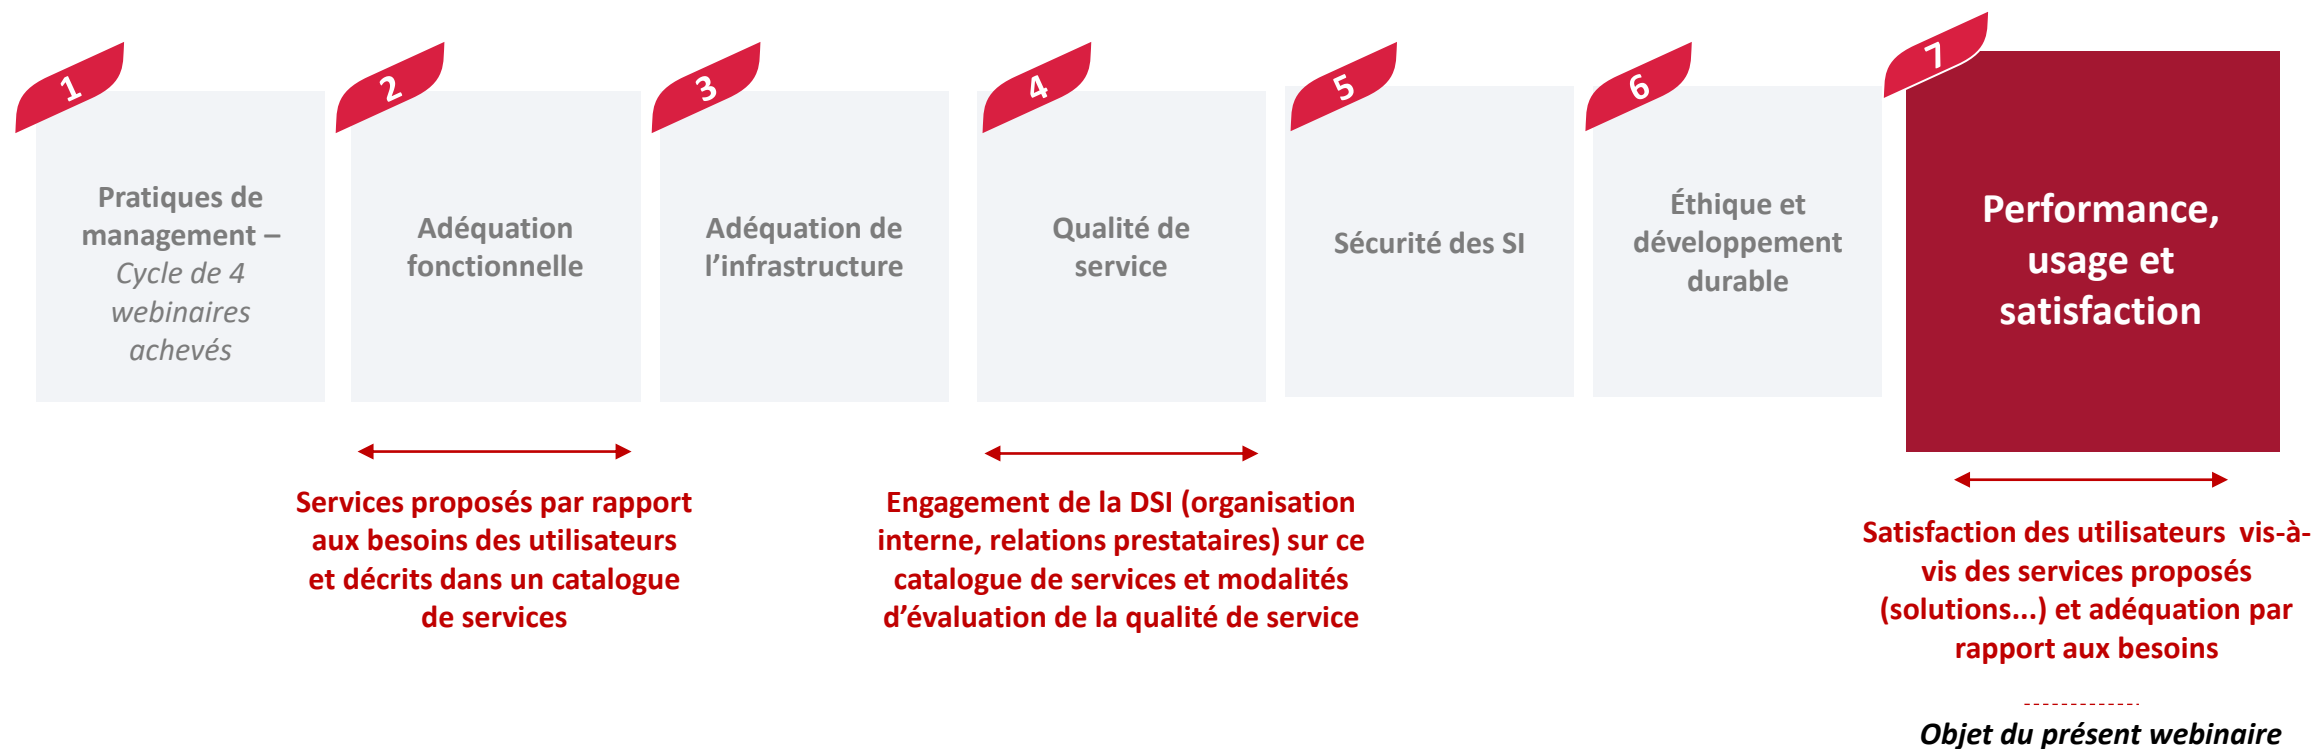 1
Pratiques de
management –
Cycle de 4
webinaires
achevés
2
Adéquation
fonctionnelle
3
Adéquation de
l’infrastructure
4
Qualité de
service
5
Sécurité des SI
6
Éthique et
développement
durable
7
Performance,
usage et
satisfaction
Services proposés par rapport
aux besoins des utilisateurs
et décrits dans un catalogue
de services
Engagement de la DSI (organisation
interne, relations prestataires) sur ce
catalogue de services et modalités
d’évaluation de la qualité de service
Satisfaction des utilisateurs vis-à-
vis des services proposés
(solutions...) et adéquation par
rapport aux besoins
Objet du présent webinaire